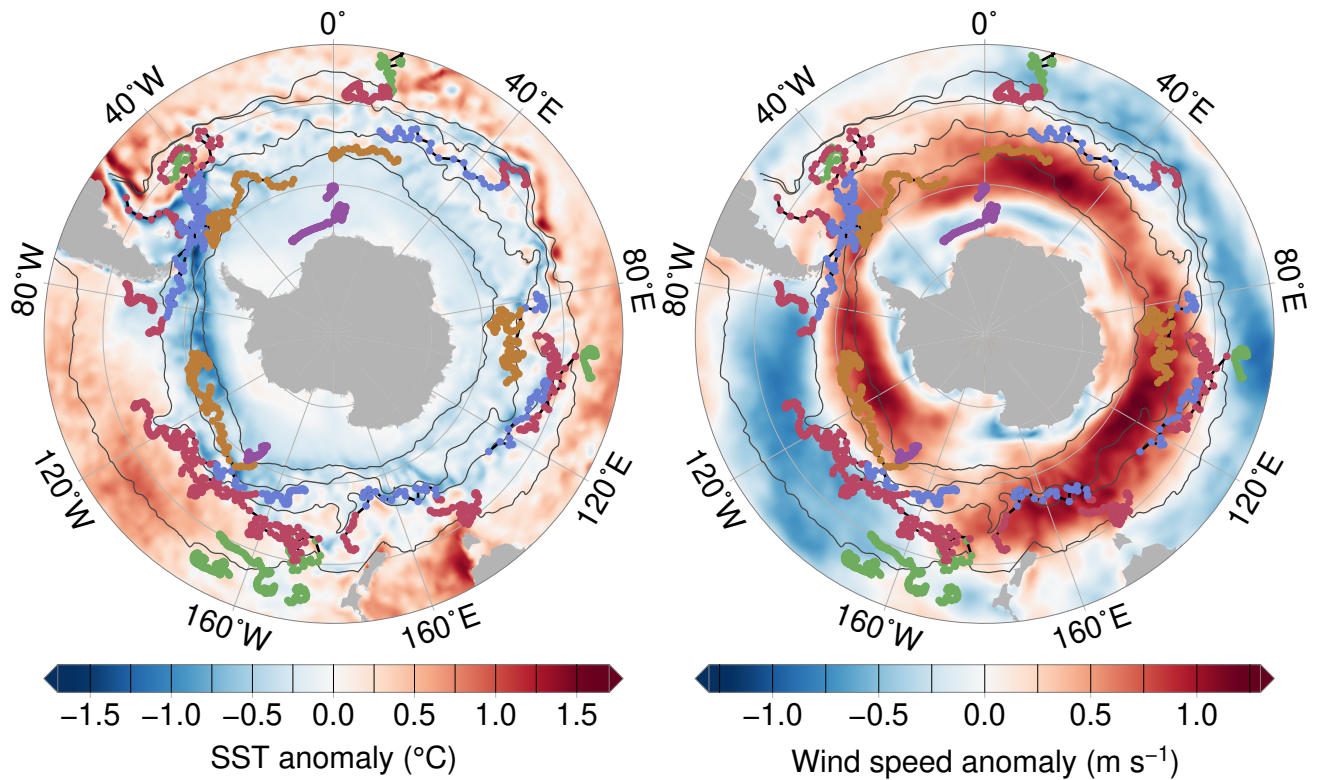 0°
40°W
40°E
80°W
80°E
120°W
120°E
160°W
160°E
−1.5 −1.0 −0.5 0.0 0.5 1.0 1.5
SST anomaly (°C)
0°
40°W
40°E
80°W
80°E
120°W
120°E
160°W
160°E
−1.0 −0.5 0.0 0.5 1.0
Wind speed anomaly (m s⁻¹)